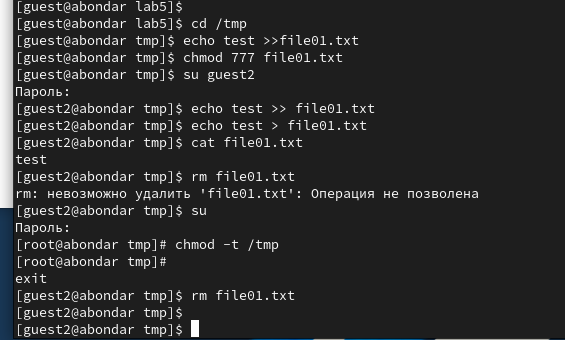 [guest@abondar lab5]$
[guest@abondar lab5]$ cd /tmp
[guest@abondar tmp]$ echo test >>file01.txt
[guest@abondar tmp]$ chmod 777 file01.txt
[guest@abondar tmp]$ su guest2
Пароль:
[guest2@abondar tmp]$ echo test >> file01.txt
[guest2@abondar tmp]$ echo test > file01.txt
[guest2@abondar tmp]$ cat file01.txt
test
[guest2@abondar tmp]$ rm file01.txt
rm: невозможно удалить 'file01.txt': Операция не позволена
[guest2@abondar tmp]$ su
Пароль:
[root@abondar tmp]# chmod -t /tmp
[root@abondar tmp]#
exit
[guest2@abondar tmp]$ rm file01.txt
[guest2@abondar tmp]$
[guest2@abondar tmp]$